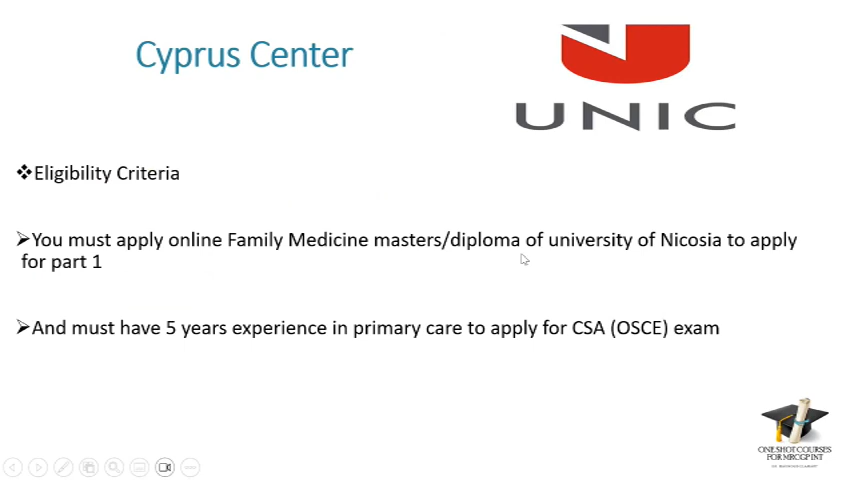 Cyprus Center
UNIC
❖Eligibility Criteria
➢You must apply online Family Medicine masters/diploma of university of Nicosia to apply
for part 1
➢And must have 5 years experience in primary care to apply for CSA (OSCE) exam
ONE SHOT COURSES
FOR MRCGP INT